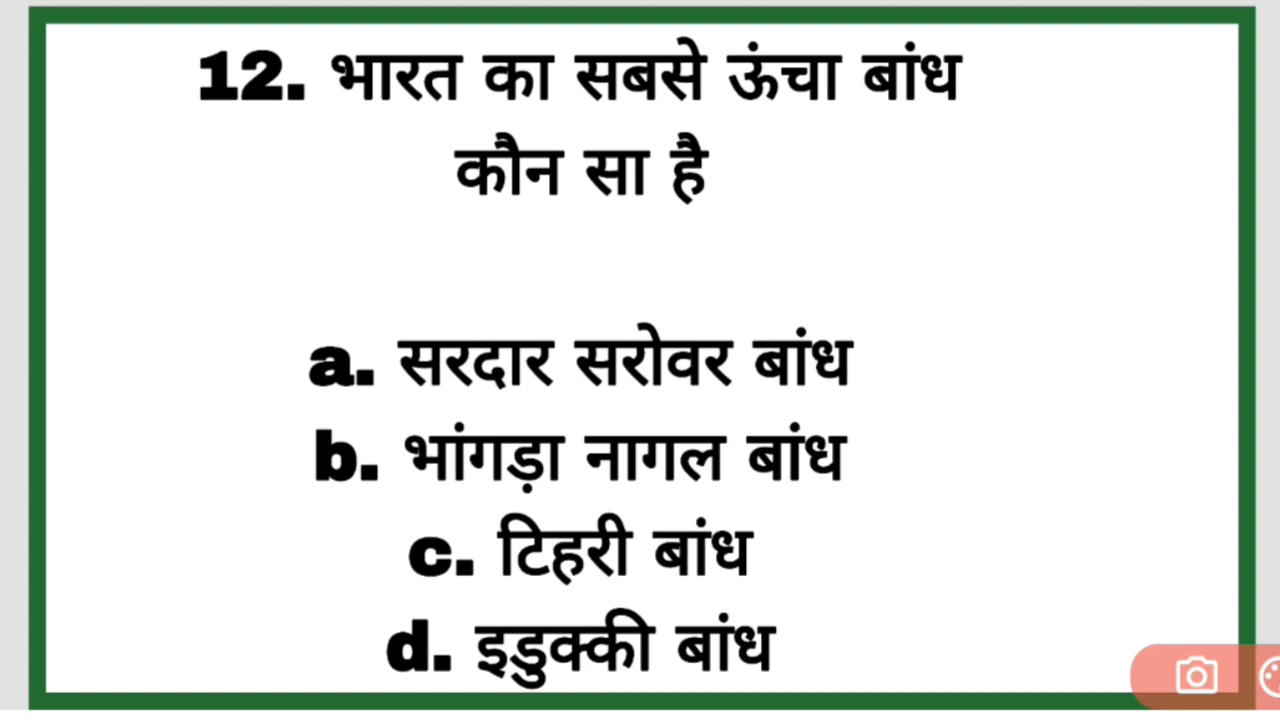 12. भारत का सबसे ऊंचा बांध
कौन सा है
a. सरदार सरोवर बांध
b. भांगड़ा नागल बांध
c. टिहरी बांध
d. इडुक्की बांध